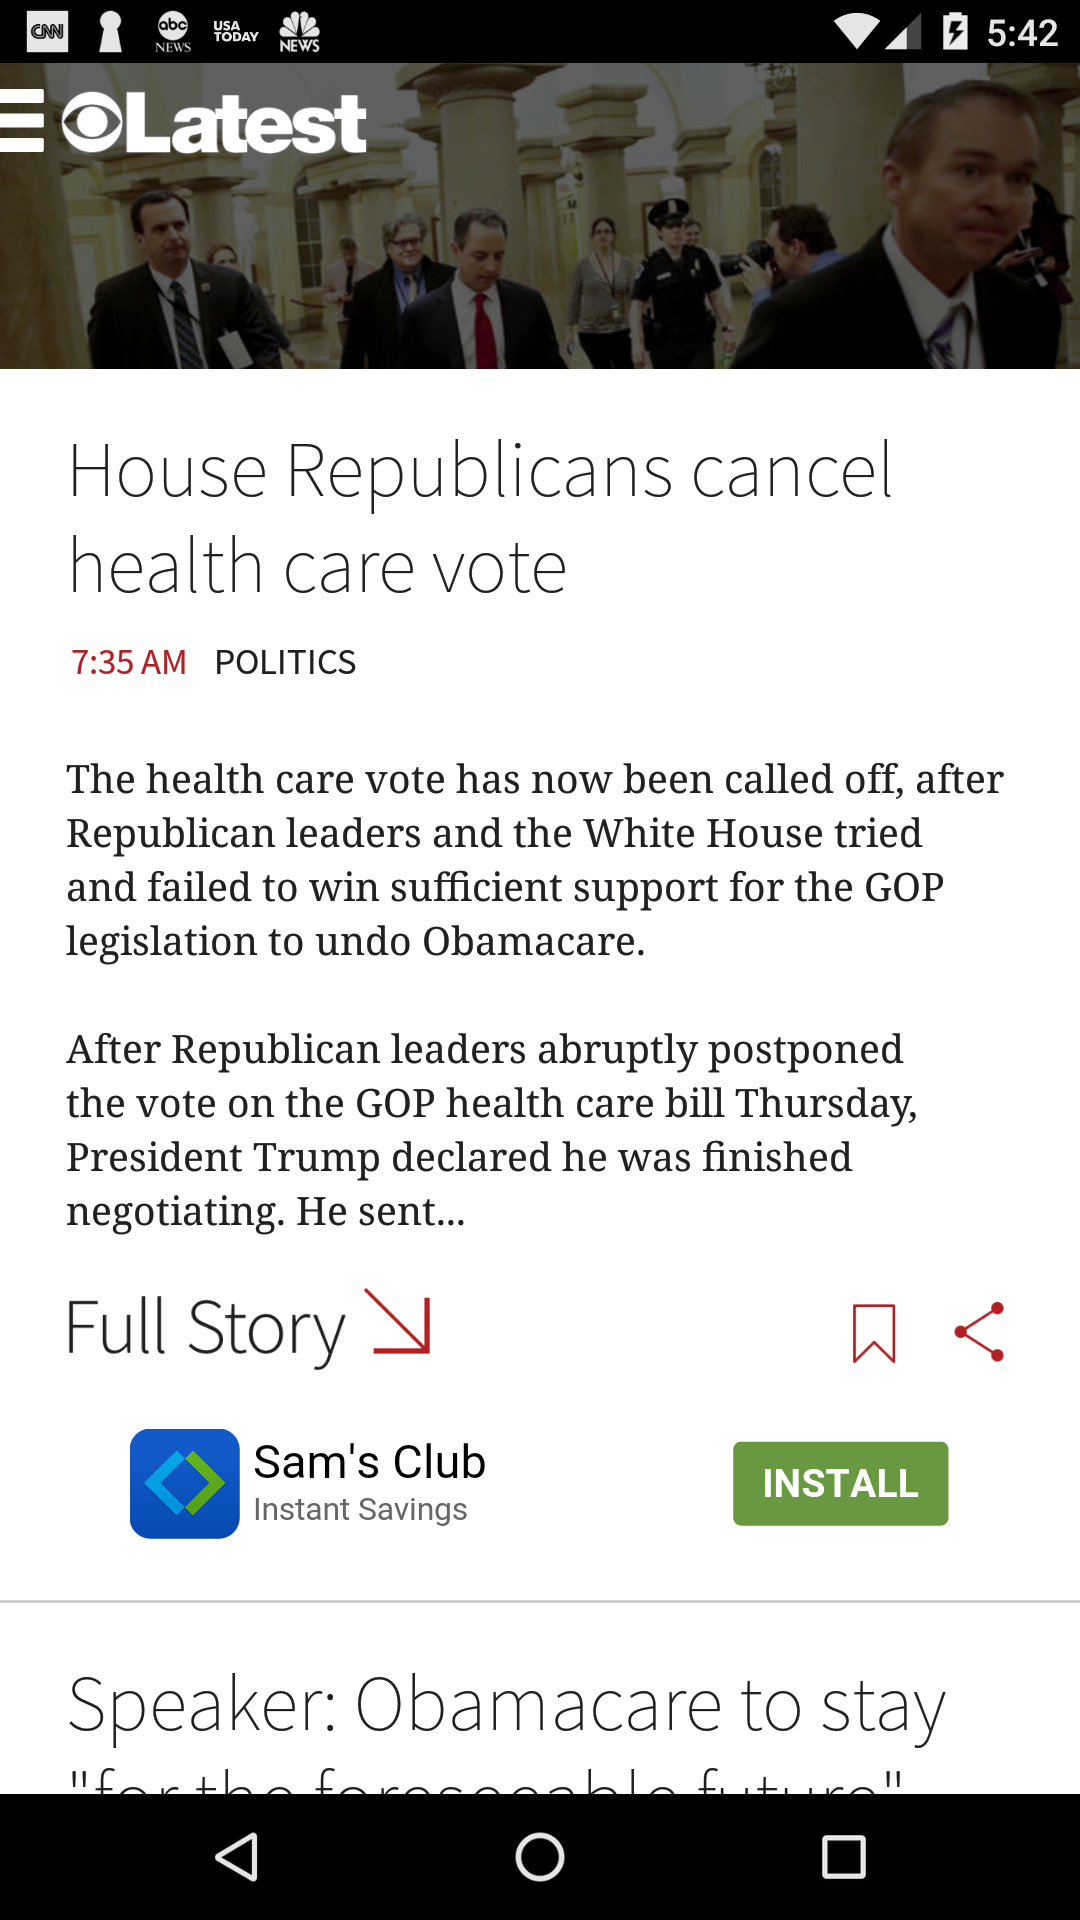 CNN
abc
NEWS
USA
TODAY
NEWS
5:42
Latest
House Republicans cancel
health care vote
7:35 AM POLITICS
The health care vote has now been called off, after
Republican leaders and the White House tried
and failed to win sufficient support for the GOP
legislation to undo Obamacare.
After Republican leaders abruptly postponed
the vote on the GOP health care bill Thursday,
President Trump declared he was finished
negotiating. He sent...
Full Story
Sam's Club
Instant Savings
INSTALL
Speaker: Obamacare to stay
"for the foreseeable future"